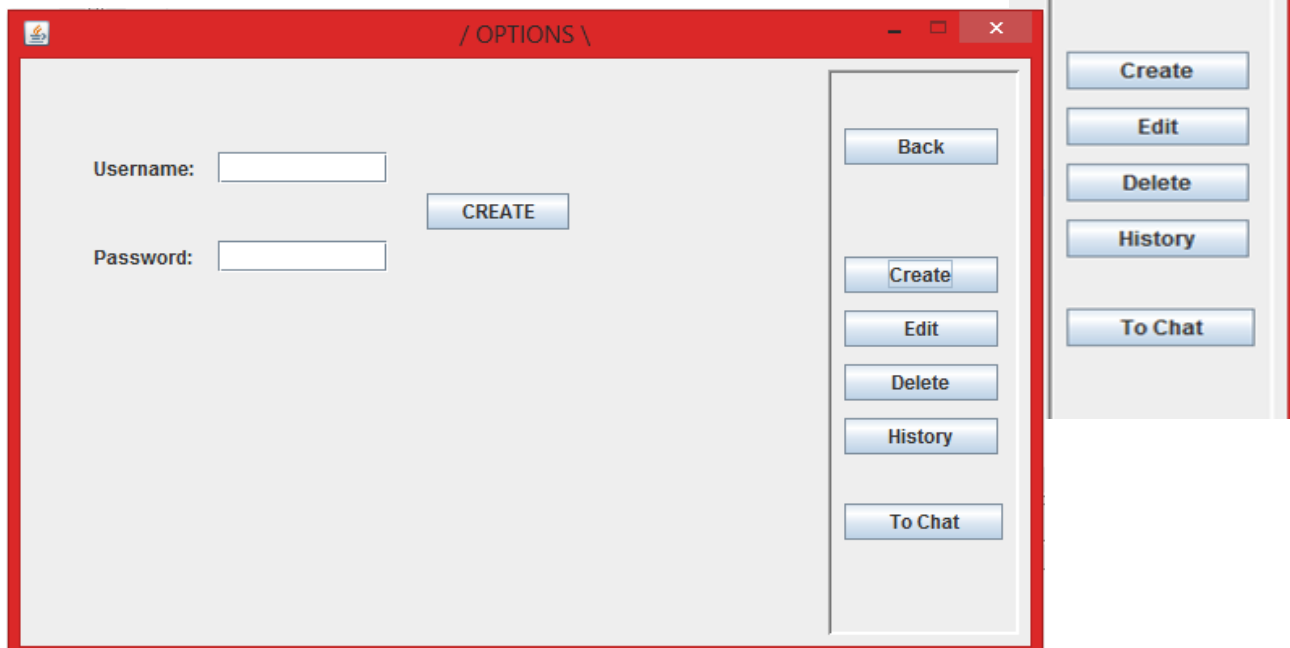 / OPTIONS \
Username:
CREATE
Password:
Back
Create
Edit
Delete
History
To Chat
Create
Edit
Delete
History
To Chat